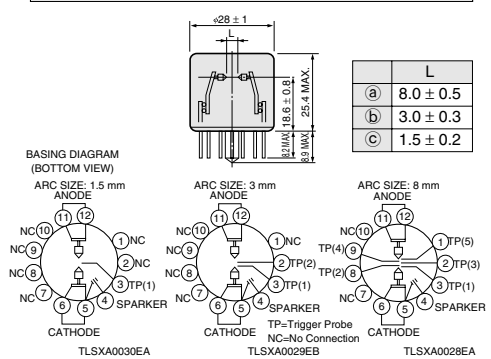 φ28 ± 1
L
18.6 ± 0.8
25.4 MAX.
8.2 MAX.
8.9 MAX.
L
ⓐ 8.0 ± 0.5
ⓑ 3.0 ± 0.3
ⓒ 1.5 ± 0.2
BASING DIAGRAM
(BOTTOM VIEW)
ARC SIZE: 1.5 mm
ANODE
11 12
NC 10
NC 9
NC 8
NC 7
6 5
1 NC
2 NC
3 TP(1)
4 SPARKER
CATHODE
TLSXA0030EA
ARC SIZE: 3 mm
ANODE
11 12
NC 10
NC 9
NC 8
NC 7
6 5
1 NC
2 TP(2)
3 TP(1)
4 SPARKER
CATHODE
TP=Trigger Probe
NC=No Connection
TLSXA0029EB
ARC SIZE: 8 mm
ANODE
11 12
NC 10
TP(4) 9
TP(2) 8
NC 7
6 5
1 TP(5)
2 TP(3)
3 TP(1)
4 SPARKER
CATHODE
TLSXA0028EA